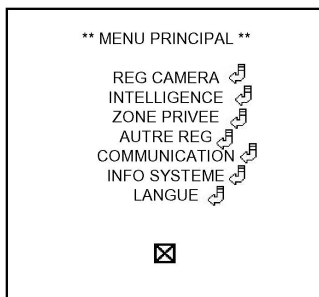 ** MENU PRINCIPAL **
REG CAMERA
INTELLIGENCE
ZONE PRIVEE
AUTRE REG
COMMUNICATION
INFO SYSTEME
LANGUE